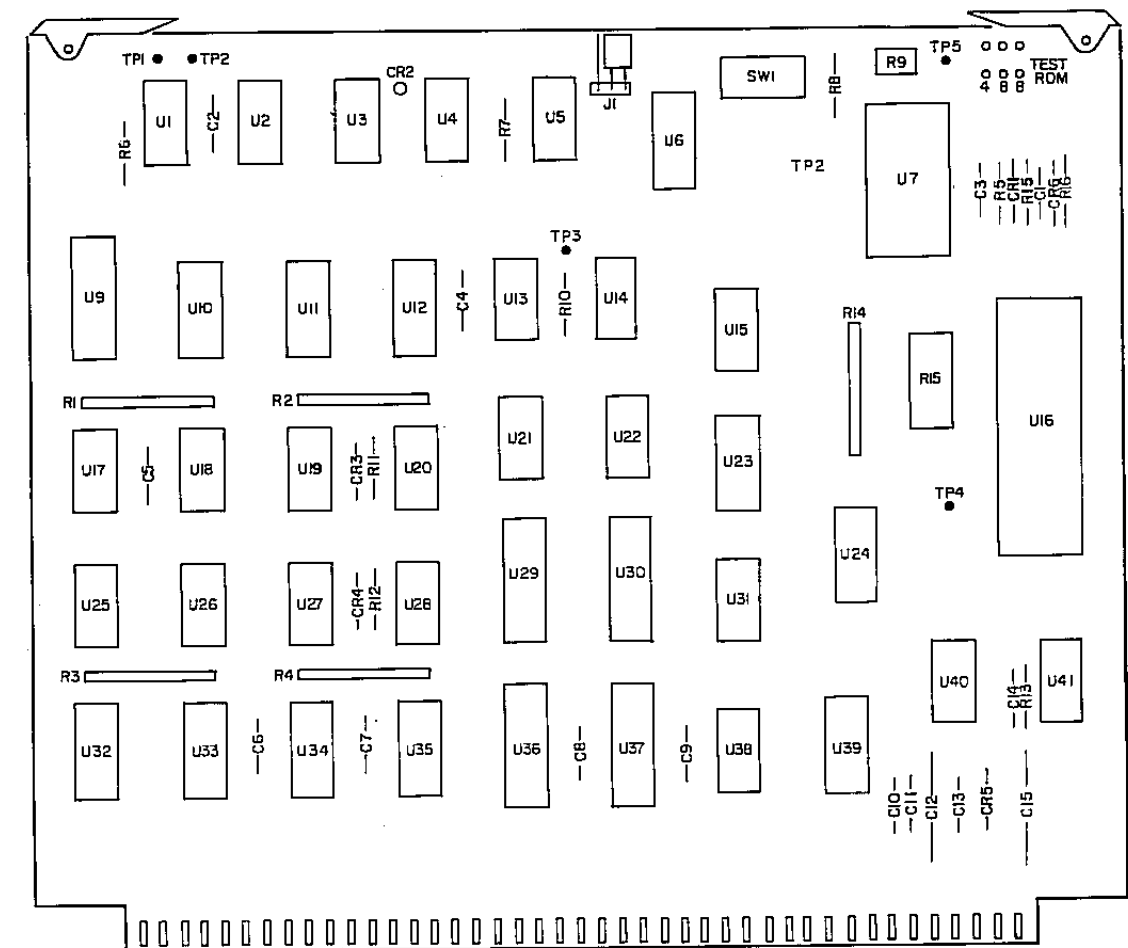 TP1 TP2
CR2
J1
SW1
R8
R9
TP5
TEST
ROM
4 8 8
R6
U1
C2
U2
U3
U4
R7
U5
U6
TP2
U7
C3
R5
CR1
R15
C1
CR6
R16
TP3
U9
U10
U11
U12
C4
U13
R10
U14
U15
R14
R15
U16
R1
R2
U17
C5
U18
U19
CR3
R11
U20
U21
U22
U23
TP4
U24
U25
U26
U27
CR4
R12
U28
U29
U30
U31
R3
R4
U40
C14
R13
U41
U32
U33
C6
U34
C7
U35
U36
C8
U37
C9
U38
U39
C10
C11
C12
C13
CR5
C15